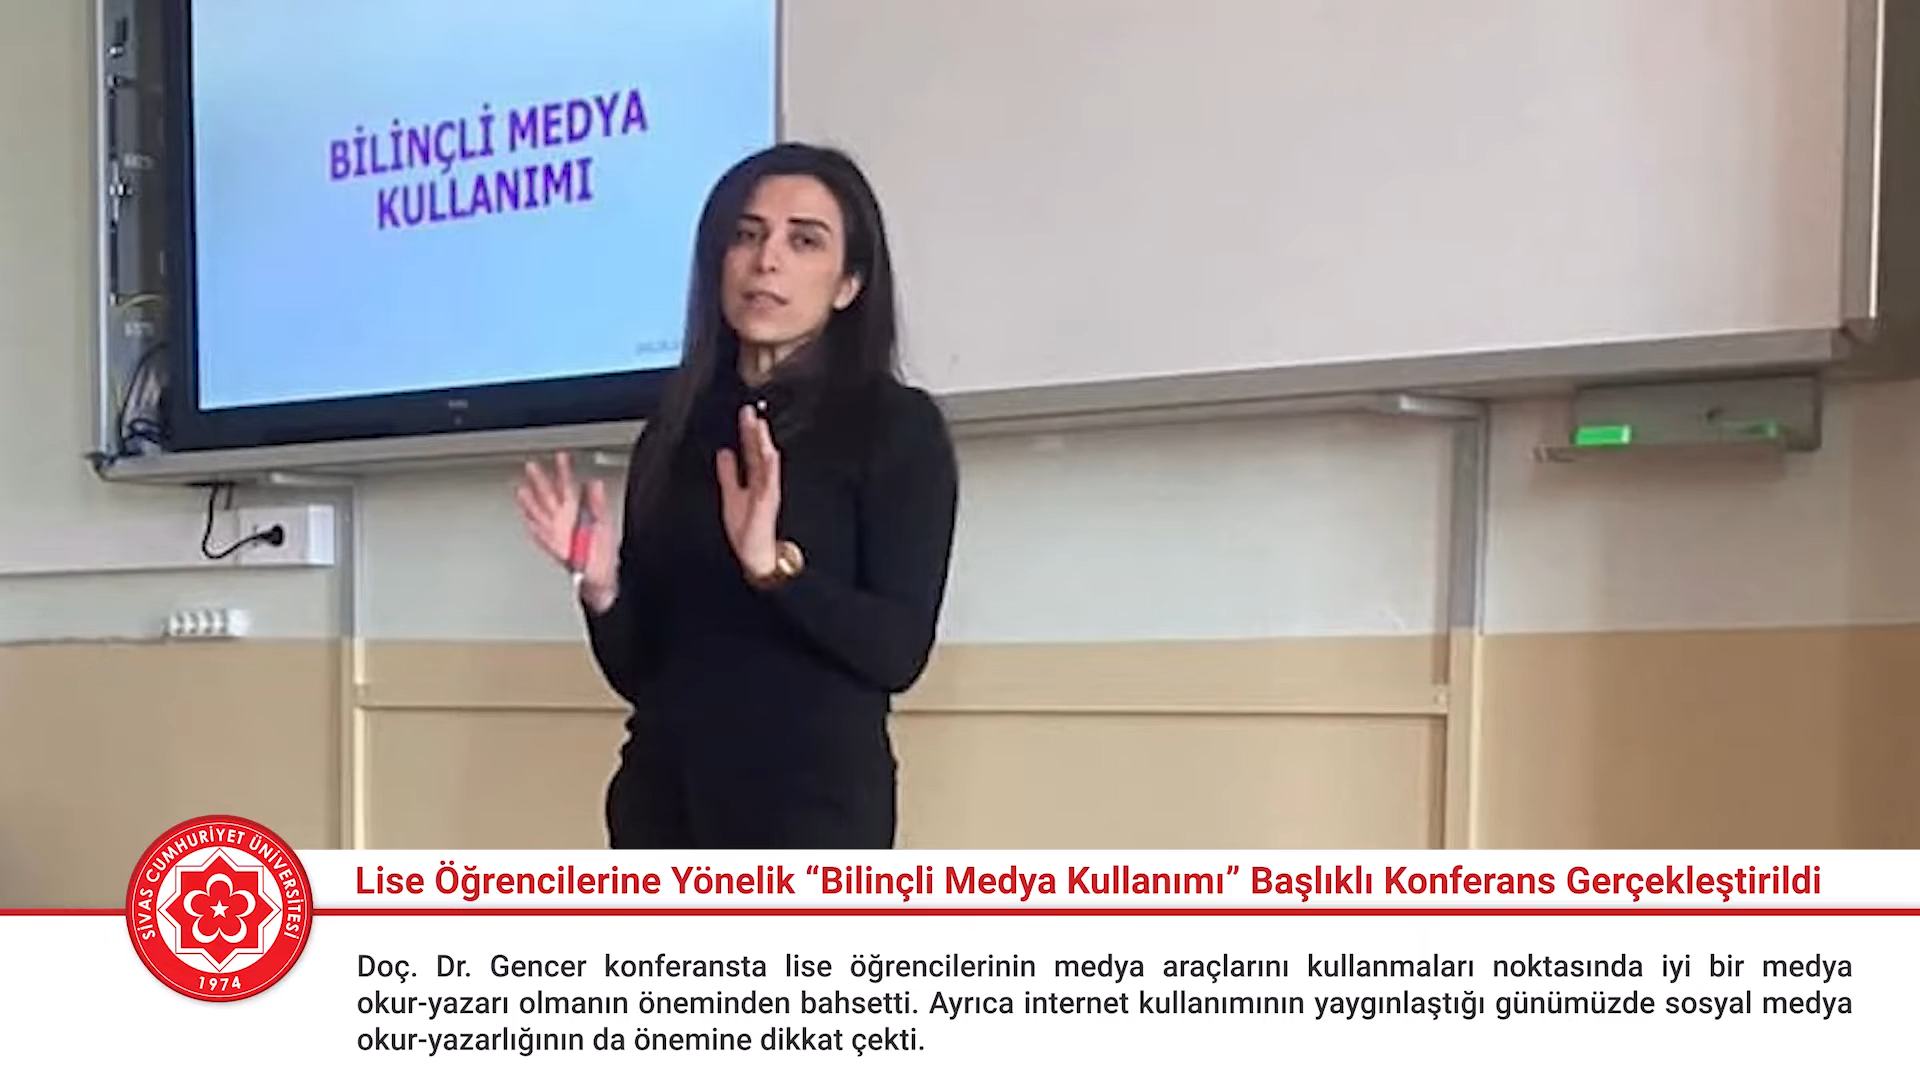 BİLİNÇLİ MEDYA
KULLANIMI
SİVAS CUMHURİYET ÜNİVERSİTESİ
1974
Lise Öğrencilerine Yönelik “Bilinçli Medya Kullanımı” Başlıklı Konferans Gerçekleştirildi
Doç. Dr. Gencer konferansta lise öğrencilerinin medya araçlarını kullanmaları noktasında iyi bir medya
okur-yazarı olmanın öneminden bahsetti. Ayrıca internet kullanımının yaygınlaştığı günümüzde sosyal medya
okur-yazarlığının da önemine dikkat çekti.